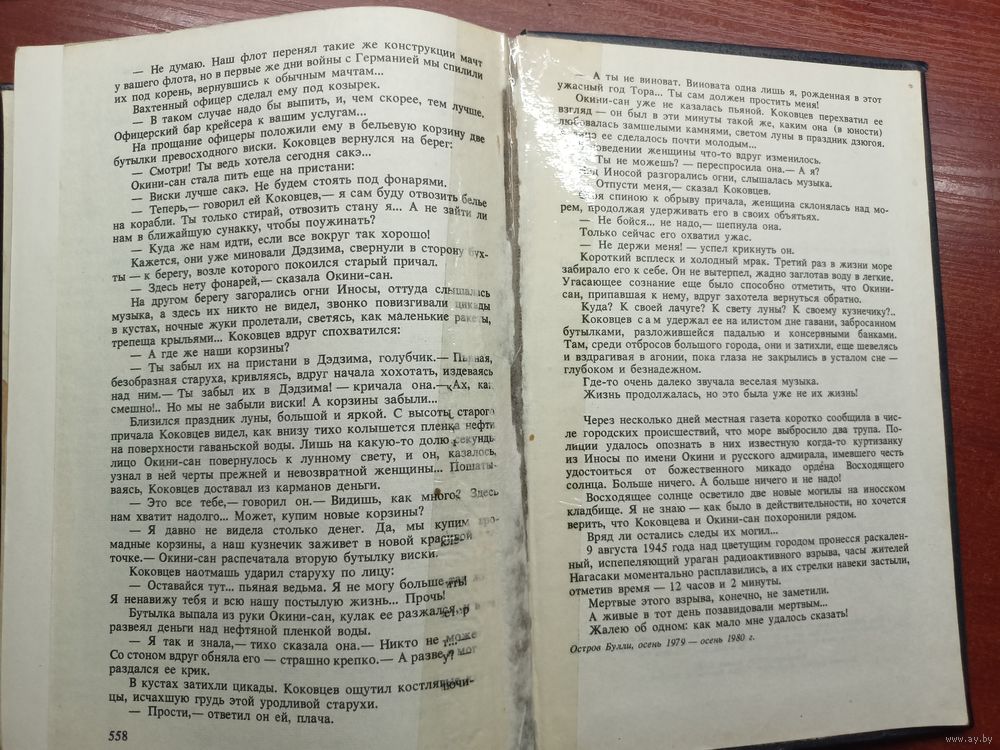 — Не думаю. Наш флот перенял такие же конструкции мачт
у вашего флота, но в первые же дни войны с Германией мы спилили
их под корень, вернувшись к обычным мачтам...
Вахтенный офицер сделал ему под козырек.
— В таком случае надо бы выпить, и, чем скорее, тем лучше.
Офицерский бар крейсера к вашим услугам...
На прощание офицеры положили ему в бельевую корзину две
бутылки превосходного виски. Коковцев вернулся на берег:
— Смотри! Ты ведь хотела сегодня сакэ...
Окини-сан стала пить еще на пристани:
— Виски лучше сакэ. Не будем стоять под фонарями.
— Теперь,— говорил ей Коковцев,— я сам буду отвозить белье
на корабли. Ты только стирай, отвозить стану я... А не зайти ли
нам в ближайшую сунакку, чтобы поужинать?
— Куда же нам идти, если все вокруг так хорошо!
Кажется, они уже миновали Дэдзима, свернули в сторону бух-
ты — к берегу, возле которого покоился старый причал.
— Здесь нету фонарей,— сказала Окини-сан.
На другом берегу загорались огни Иносы, оттуда слышалась
музыка, а здесь их никто не видел, звонко повизгивали цикады
в кустах, ночные жуки пролетали, светясь, как маленькие ракеты,
трепеща крыльями... Коковцев вдруг спохватился:
— А где же наши корзины?
— Ты забыл их на пристани в Дэдзима, голубчик.— Пьяная,
безобразная старуха, кривляясь, вдруг начала хохотать, издеваясь
над ним.— Ты забыл их в Дэдзима! — кричала она.— Ах, как
смешно!.. Но мы не забыли виски! А корзины забыли...
Близился праздник луны, большой и яркой. С высоты старого
причала Коковцев видел, как внизу тихо колышется пленка нефти
на поверхности гаваньской воды. Лишь на какую-то долю секунды
лицо Окини-сан повернулось к лунному свету, и он, казалось,
узнал в ней черты прежней и невозвратной женщины... Пошаты-
ваясь, Коковцев доставал из карманов деньги.
— Это все тебе,— говорил он.— Видишь, как много? Здесь
нам хватит надолго... Может, купим новые корзины?
— Я давно не видела столько денег. Да, мы купим гро-
мадные корзины, а наш кузнечик заживет в новой красивой
точке.— Окини-сан распечатала вторую бутылку виски.
Коковцев наотмашь ударил старуху по лицу:
— Оставайся тут... пьяная ведьма. Я не могу больше так
Я ненавижу тебя и всю нашу постылую жизнь... Прочь!
Бутылка выпала из руки Окини-сан, кулак ее разжался,
развеял деньги над нефтяной пленкой воды.
— Я так и знала,— тихо сказала она.— Никто не може
Со стоном вдруг обняла его — страшно крепко.— А разве мог
раздался ее крик.
В кустах затихли цикады. Коковцев ощутил костлявые
цы, исчахшую грудь этой уродливой старухи.
— Прости,— ответил он ей, плача.
558
— А ты не виноват. Виновата одна лишь я, рожденная в этот
ужасный год Тора... Ты сам должен простить меня!
Окини-сан уже не казалась пьяной. Коковцев перехватил ее
взгляд — он был в эти минуты такой же, каким она (в юности)
любовалась замшелыми камнями, светом луны в праздник дзюгоя.
ее сделалось почти молодым...
поведении женщины что-то вдруг изменилось.
Ты не можешь? — переспросила она.— А я?
Иносой разгорались огни, слышалась музыка.
Отпусти меня,— сказал Коковцев.
спиною к обрыву причала, женщина склонялась над мо-
рем, продолжая удерживать его в своих объятьях.
— Не бойся... не надо,— шепнула она.
Только сейчас его охватил ужас.
— Не держи меня! — успел крикнуть он.
Короткий всплеск и холодный мрак. Третий раз в жизни море
забирало его к себе. Он не вытерпел, жадно заглотав воду в легкие.
Угасающее сознание еще было способно отметить, что Окини-
сан, припавшая к нему, вдруг захотела вернуться обратно.
Куда? К своей лачуге? К свету луны? К своему кузнечику?..
Коковцев сам удержал ее на илистом дне гавани, забросанном
бутылками, разложившейся падалью и консервными банками.
Там, среди отбросов большого города, они и затихли, еще шевелясь
и вздрагивая в агонии, пока глаза не закрылись в усталом сне —
глубоком и безнадежном.
Где-то очень далеко звучала веселая музыка.
Жизнь продолжалась, но это была уже не их жизнь!
Через несколько дней местная газета коротко сообщила в чис-
ле городских происшествий, что море выбросило два трупа. По-
лиции удалось опознать в них известную когда-то куртизанку
из Иносы по имени Окини и русского адмирала, имевшего честь
удостоиться от божественного микадо ордена Восходящего
солнца. Больше ничего. А больше ничего и не надо!
Восходящее солнце осветило две новые могилы на иносском
кладбище. Я не знаю — как было в действительности, но хочется
верить, что Коковцева и Окини-сан похоронили рядом.
Вряд ли остались следы их могил...
9 августа 1945 года над цветущим городом пронесся раскален-
ный, испепеляющий ураган радиоактивного взрыва, часы жителей
Нагасаки моментально расплавились, а их стрелки навеки застыли,
отметив время — 12 часов и 2 минуты.
Мертвые этого взрыва, конечно, не заметили.
А живые в тот день позавидовали мертвым...
Жалею об одном: как мало мне удалось сказать!
Остров Булли, осень 1979 — осень 1980 г.
www.ay.by